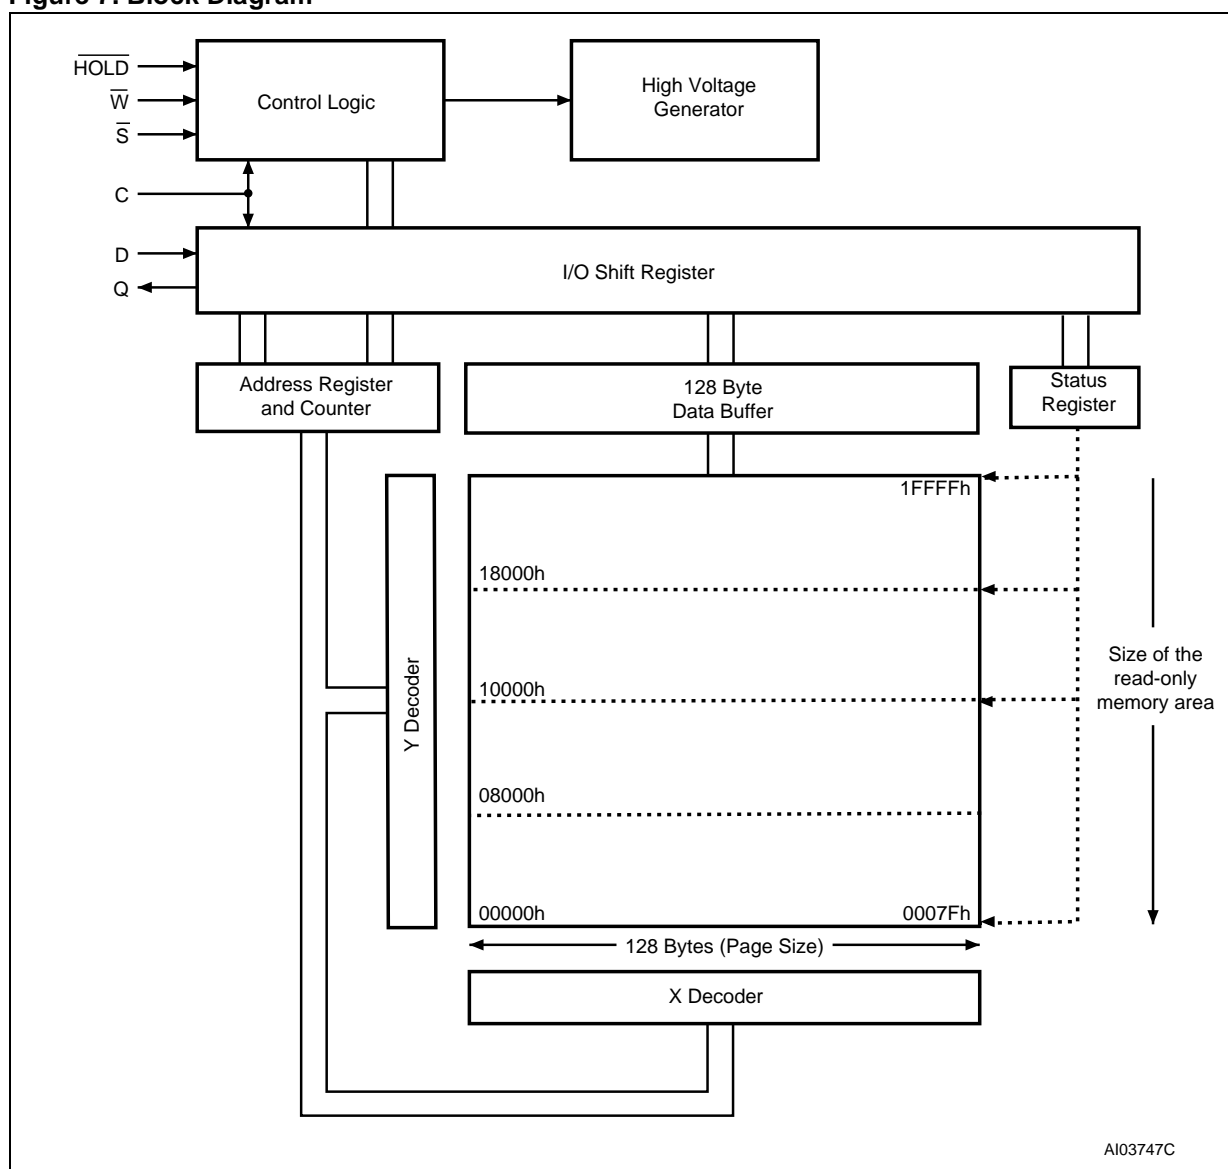 Figure 7. Block Diagram
HOLD
W
S
C
D
Q
Control Logic
High Voltage
Generator
I/O Shift Register
Address Register
and Counter
128 Byte
Data Buffer
Status
Register
1FFFFh
18000h
10000h
08000h
00000h
0007Fh
Y Decoder
Size of the
read-only
memory area
128 Bytes (Page Size)
X Decoder
AI03747C